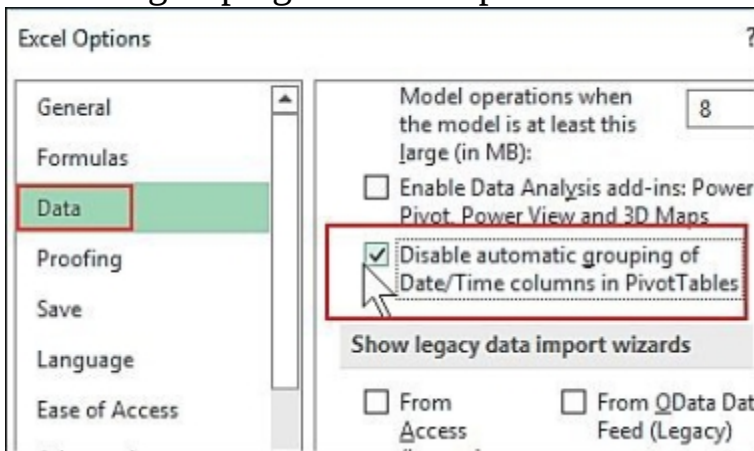 Excel Options
?
General
Formulas
Data
Proofing
Save
Language
Ease of Access
Model operations when
the model is at least this
large (in MB):
8
Enable Data Analysis add-ins: Power
Pivot, Power View and 3D Maps
Disable automatic grouping of
Date/Time columns in PivotTables
Show legacy data import wizards
From
Access
From OData Dat
Feed (Legacy)